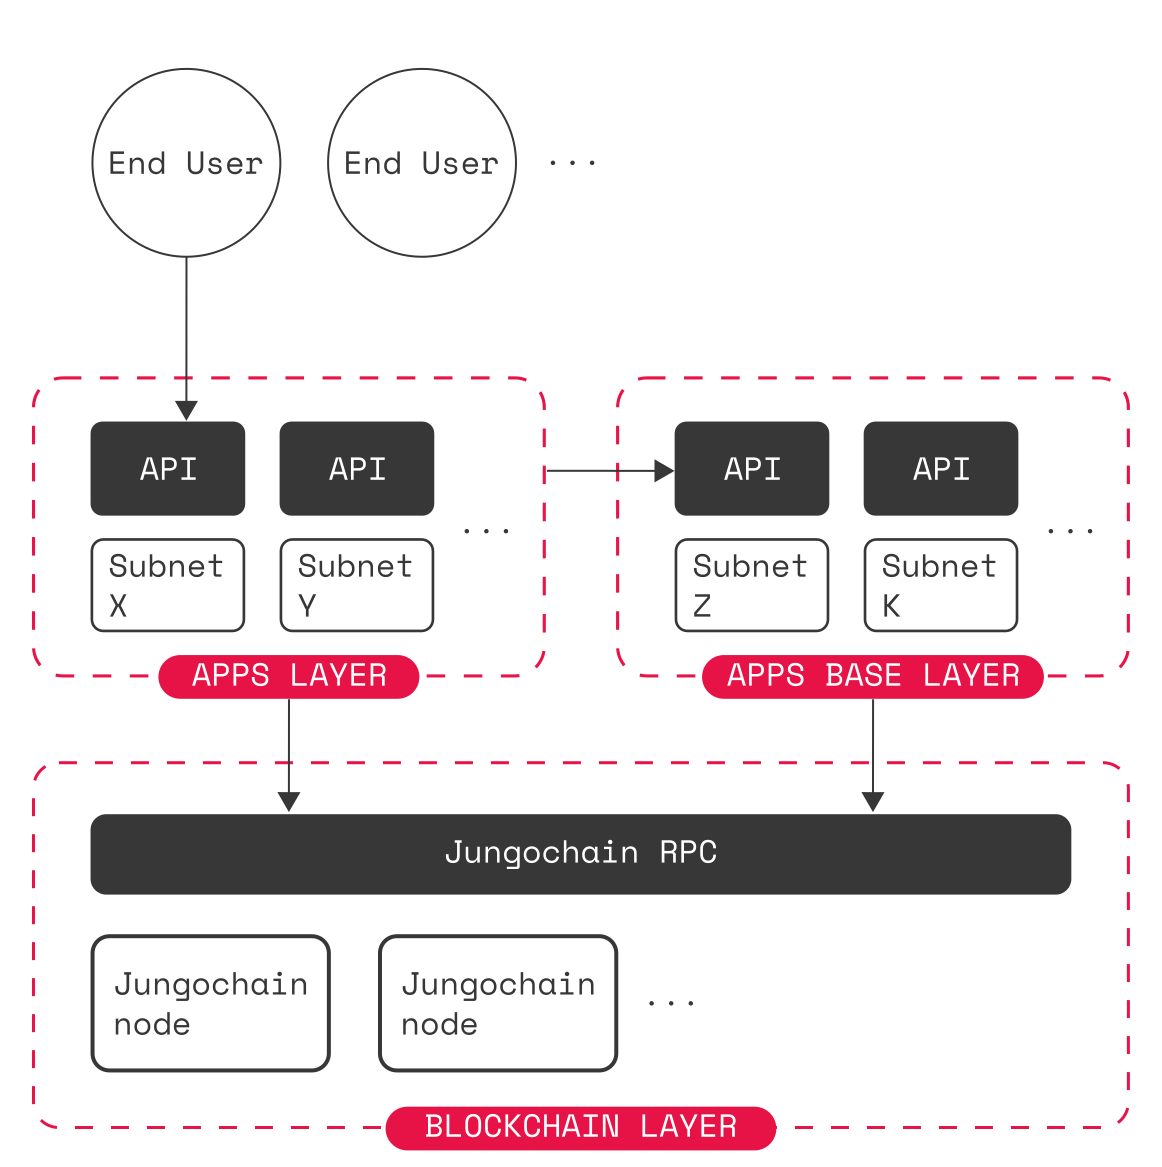 End User
End User
...
API
API
API
API
...
...
Subnet
X
Subnet
Y
Subnet
Z
Subnet
K
APPS LAYER
APPS BASE LAYER
Jungochain RPC
Jungochain
node
Jungochain
node
...
BLOCKCHAIN LAYER